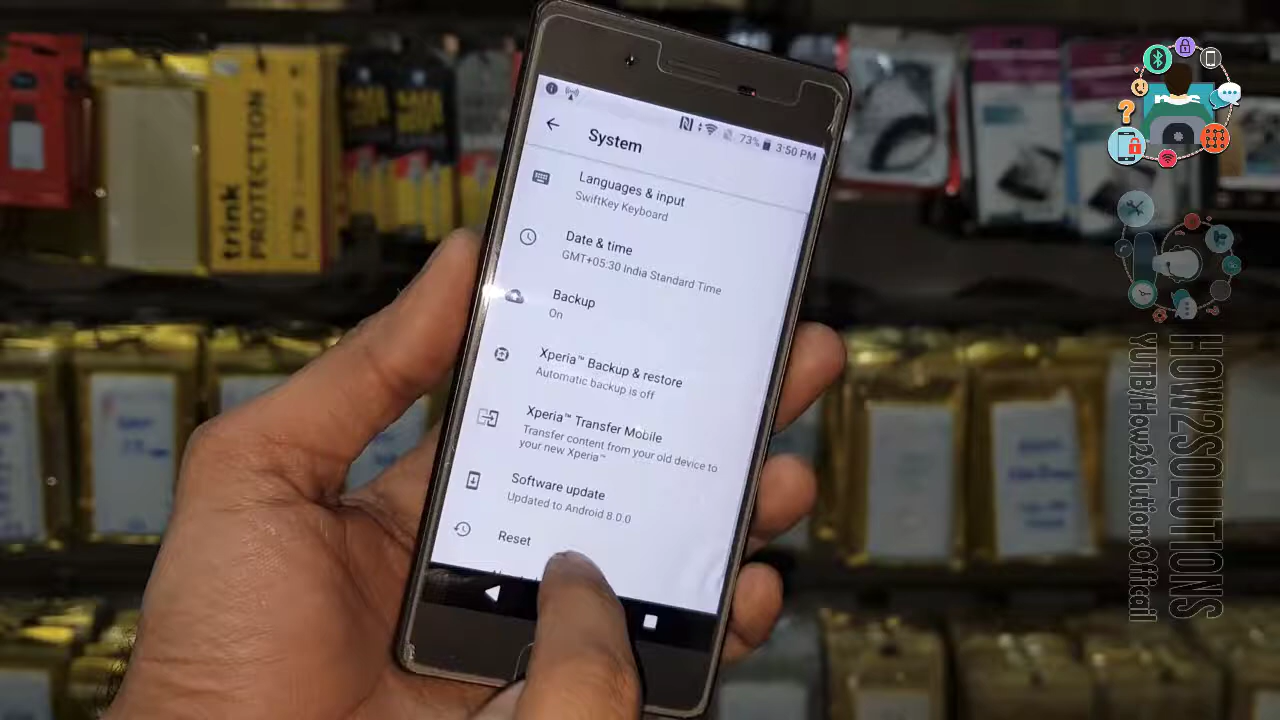 73% 3:50 PM
System
Languages & input
SwiftKey Keyboard
Date & time
GMT+05:30 India Standard Time
Backup
On
Xperia™ Backup & restore
Automatic backup is off
Xperia™ Transfer Mobile
Transfer content from your old device to
your new Xperia™
Software update
Updated to Android 8.0.0
Reset
trink
PROTECTION
HOW2SOLUTIONS
YUTB/How2SolutionsOfficail